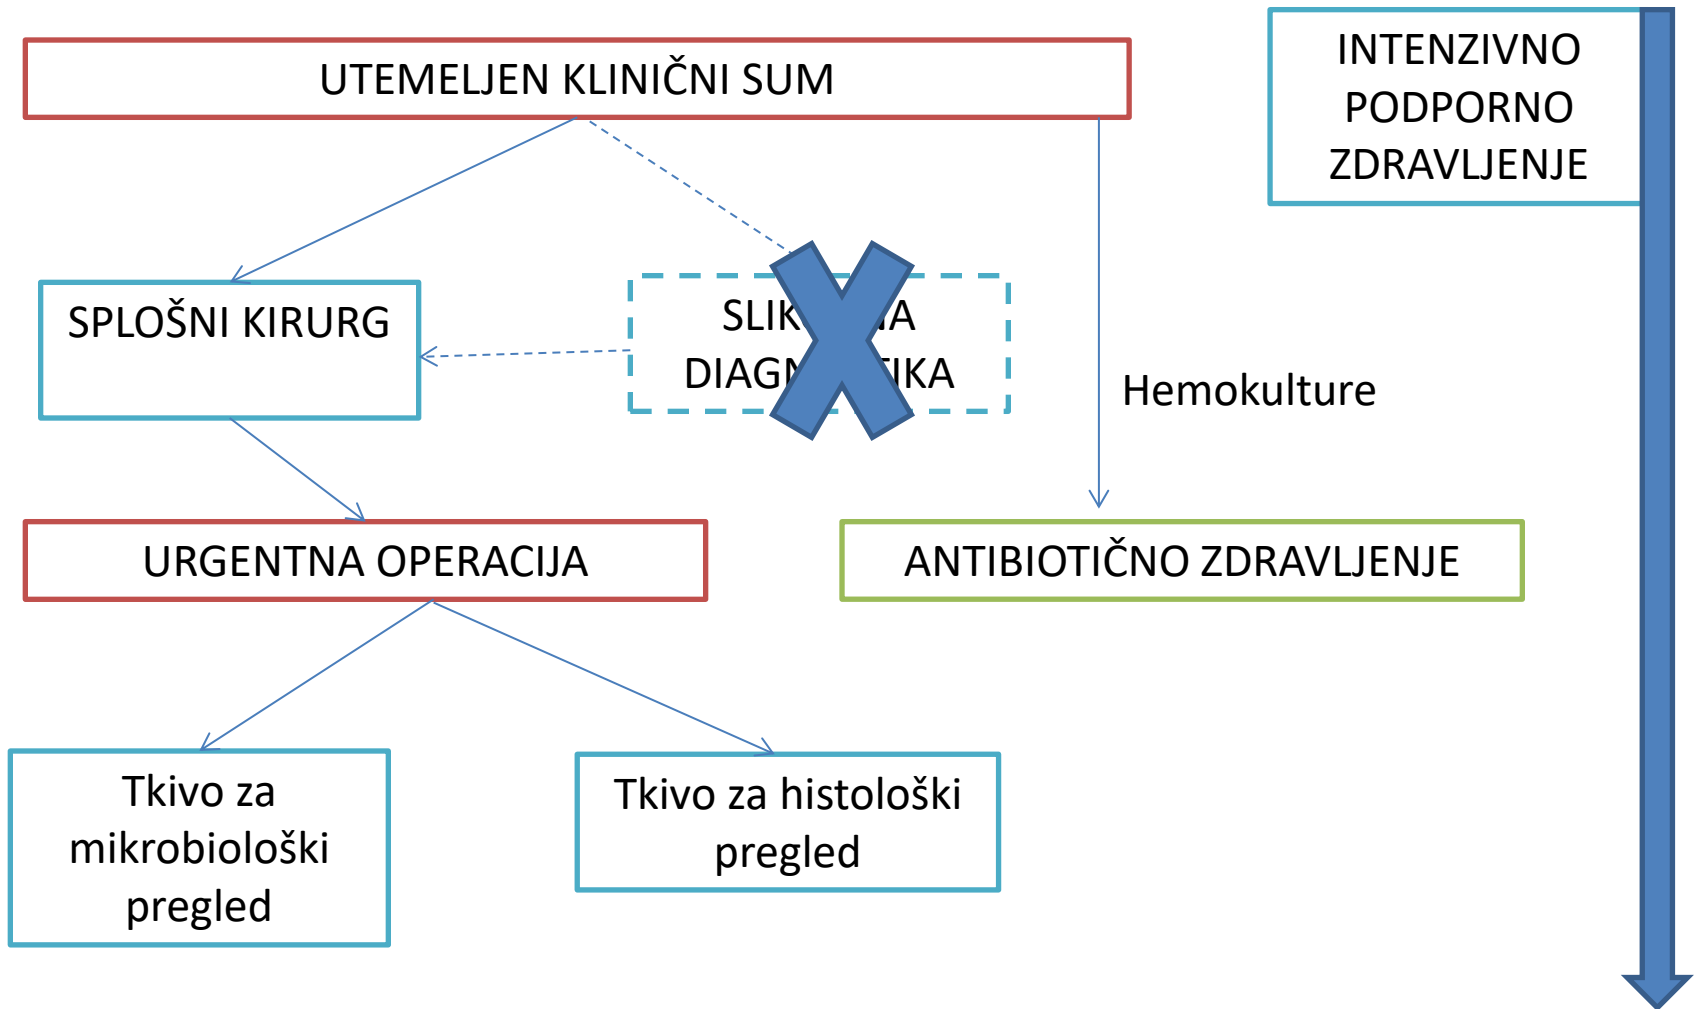 UTEMELJEN KLINIČNI SUM
INTENZIVNO
PODPORNO
ZDRAVLJENJE
SPLOŠNI KIRURG
Hemokulture
URGENTNA OPERACIJA
ANTIBIOTIČNO ZDRAVLJENJE
Tkivo za
mikrobiološki
pregled
Tkivo za histološki
pregled